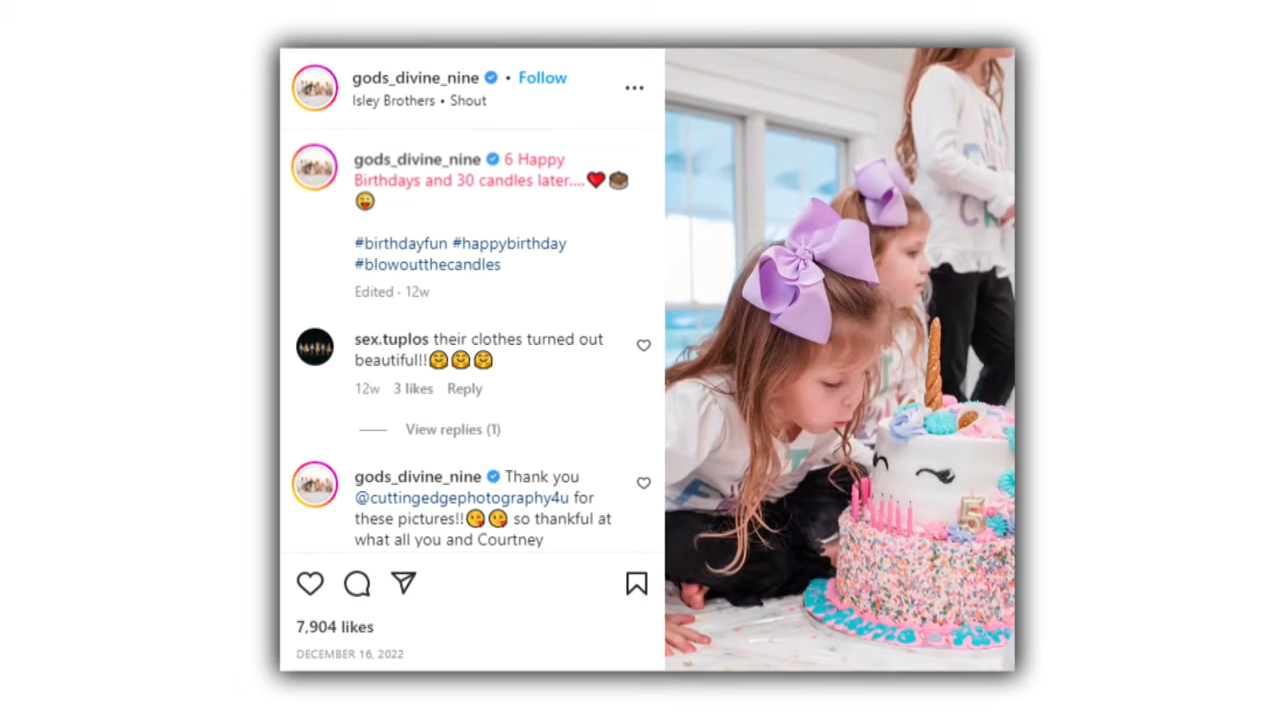 gods_divine_nine • Follow
Isley Brothers • Shout
gods_divine_nine 6 Happy
Birthdays and 30 candles later....❤️🎂
😜
#birthdayfun #happybirthday
#blowoutthecandles
Edited · 12w
sex.tuplos their clothes turned out
beautiful!!🤗🤗🤗
12w 3 likes Reply
View replies (1)
gods_divine_nine Thank you
@cuttingedgephotography4u for
these pictures!!😘😘 so thankful at
what all you and Courtney
7,904 likes
DECEMBER 16, 2022
5